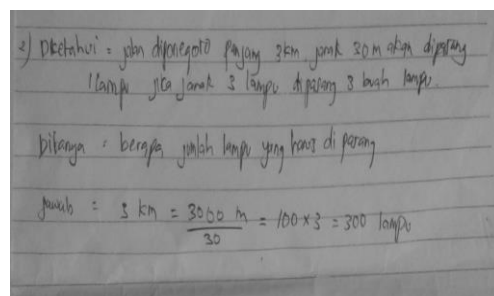 2) Diketahui = jalan diponegoro panjang 3km. jarak 30 m akan dipasang
1 lampu jika jarak 3 lampu dipasang 3 buah lampu.
Ditanya = berapa jumlah lampu yang harus di pasang
Jawab = 3 km = 3000 m / 30 = 100 x 3 = 300 lampu